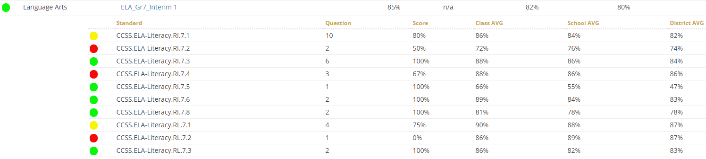 Language Arts ELA_Gr7_Interim 1 85% n/a 82% 80%
Standard Question Score Class AVG School AVG District AVG
CCSS.ELA-Literacy.RI.7.1 10 80% 86% 84% 82%
CCSS.ELA-Literacy.RI.7.2 2 50% 72% 76% 74%
CCSS.ELA-Literacy.RI.7.3 6 100% 88% 86% 84%
CCSS.ELA-Literacy.RI.7.4 3 67% 88% 86% 86%
CCSS.ELA-Literacy.RI.7.5 1 100% 66% 55% 47%
CCSS.ELA-Literacy.RI.7.6 2 100% 89% 84% 83%
CCSS.ELA-Literacy.RI.7.8 2 100% 81% 78% 78%
CCSS.ELA-Literacy.RL.7.1 4 75% 90% 88% 87%
CCSS.ELA-Literacy.RL.7.2 1 0% 86% 89% 87%
CCSS.ELA-Literacy.RL.7.3 2 100% 86% 82% 83%